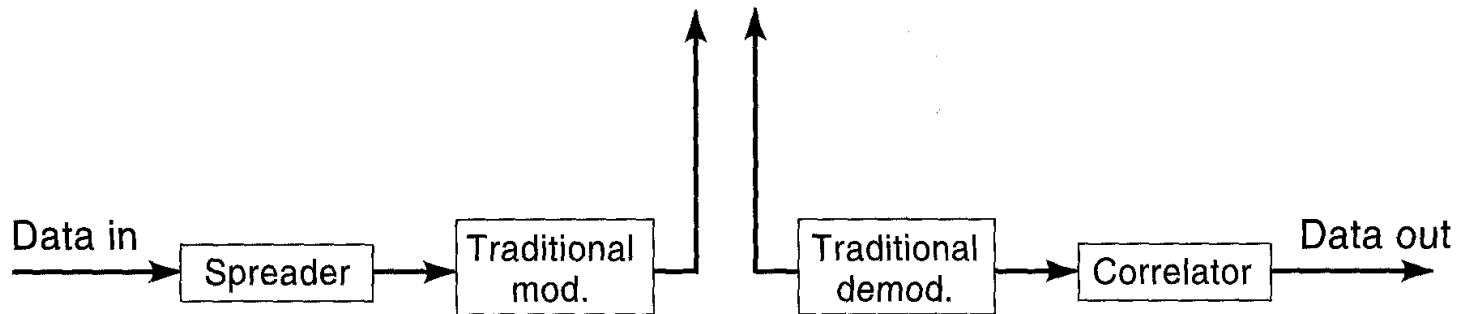 Data in
Spreader
Traditional
mod.
Traditional
demod.
Correlator
Data out